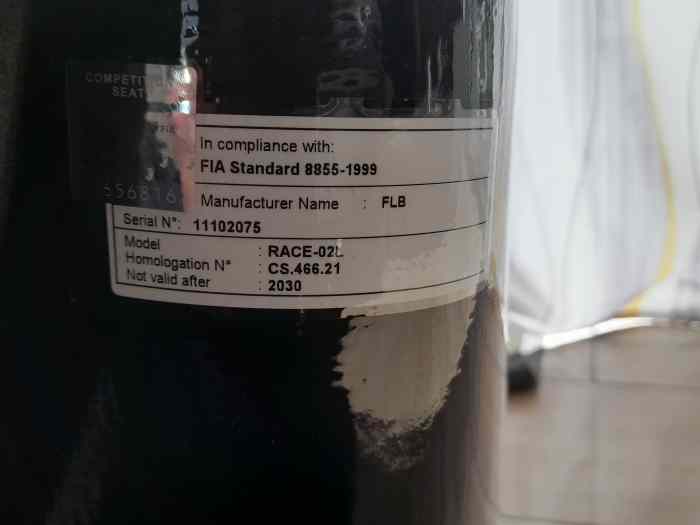 COMPETITION
SEAT
In compliance with:
FIA Standard 8855-1999
Manufacturer Name : FLB
Serial N°: 11102075
Model : RACE-02L
Homologation N° : CS.466.21
Not valid after : 2030